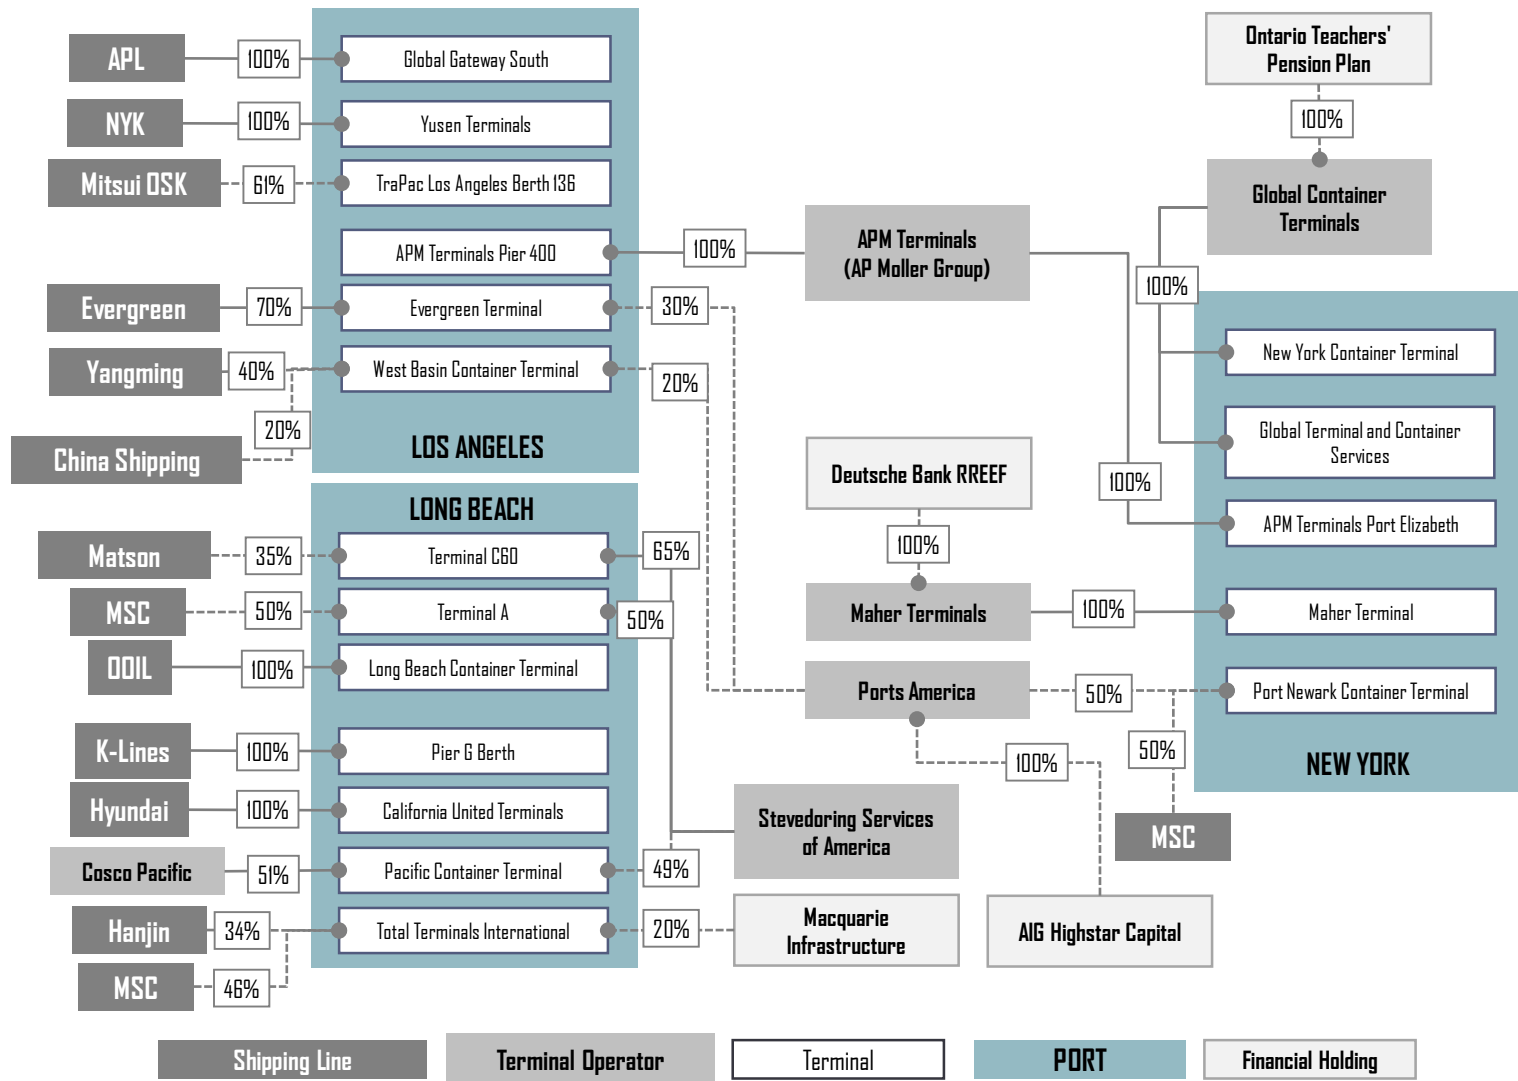 APL
100%
Global Gateway South
NYK
100%
Yusen Terminals
Mitsui OSK
61%
TraPac Los Angeles Berth 136
APM Terminals Pier 400
100%
APM Terminals
(AP Moller Group)
Evergreen
70%
Evergreen Terminal
30%
Yangming
40%
West Basin Container Terminal
20%
20%
China Shipping
LOS ANGELES
LONG BEACH
Matson
35%
Terminal C60
65%
MSC
50%
Terminal A
50%
OOIL
100%
Long Beach Container Terminal
K-Lines
100%
Pier G Berth
Hyundai
100%
California United Terminals
Cosco Pacific
51%
Pacific Container Terminal
49%
Hanjin
34%
Total Terminals International
20%
MSC
46%
Stevedoring Services
of America
Macquarie
Infrastructure
Ontario Teachers'
Pension Plan
100%
Global Container
Terminals
100%
New York Container Terminal
Global Terminal and Container
Services
100%
APM Terminals Port Elizabeth
Deutsche Bank RREEF
100%
Maher Terminals
100%
Maher Terminal
Ports America
50%
Port Newark Container Terminal
50%
100%
NEW YORK
MSC
AIG Highstar Capital
Shipping Line
Terminal Operator
Terminal
PORT
Financial Holding